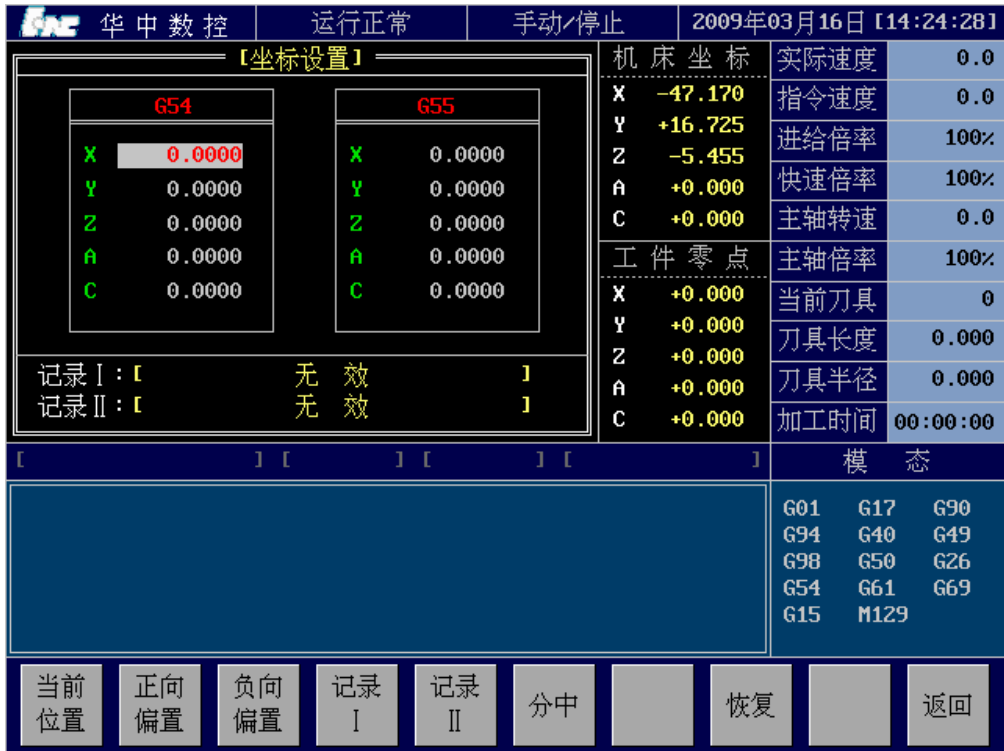 HNC 华中数控 运行正常 手动/停止 2009年03月16日 [14:24:28]
[坐标设置]
G54 G55
X 0.0000 X 0.0000
Y 0.0000 Y 0.0000
Z 0.0000 Z 0.0000
A 0.0000 A 0.0000
C 0.0000 C 0.0000
记录Ⅰ:[ 无 效 ]
记录Ⅱ:[ 无 效 ]
机床坐标
X -47.170
Y +16.725
Z -5.455
A +0.000
C +0.000
工件零点
X +0.000
Y +0.000
Z +0.000
A +0.000
C +0.000
实际速度 0.0
指令速度 0.0
进给倍率 100%
快速倍率 100%
主轴转速 0.0
主轴倍率 100%
当前刀具 0
刀具长度 0.000
刀具半径 0.000
加工时间 00:00:00
[ ] [ ] [ ] [ ]
模 态
G01 G17 G90
G94 G40 G49
G98 G50 G26
G54 G61 G69
G15 M129
当前
位置
正向
偏置
负向
偏置
记录
Ⅰ
记录
Ⅱ
分中
恢复
返回